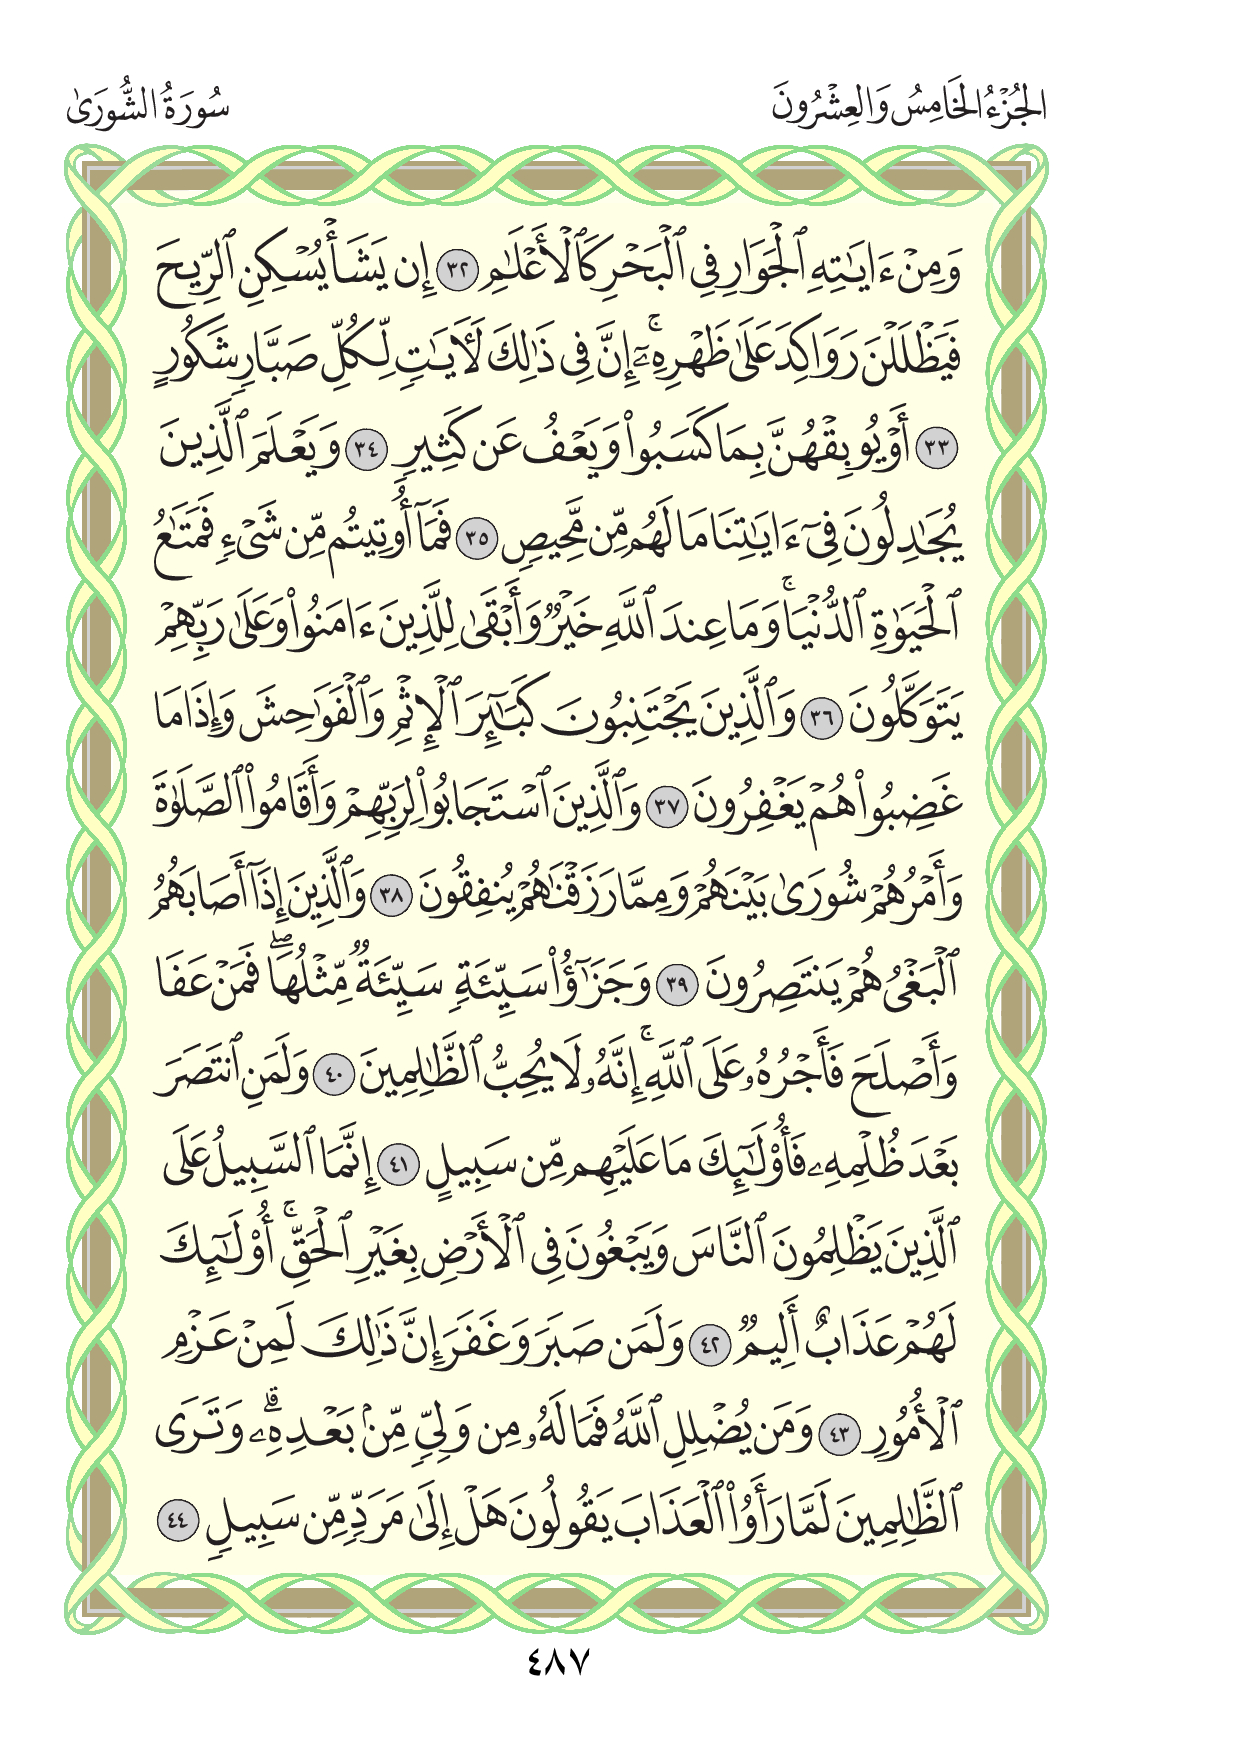 الجُزْءُ الخَامِسُ وَالعِشْرُونَ
سُورَةُ الشُّورَىٰ
وَمِنْ ءَايَٰتِهِ ٱلْجَوَارِ فِى ٱلْبَحْرِ كَٱلْأَعْلَٰمِ ٣٢ إِن يَشَأْ يُسْكِنِ ٱلرِّيحَ
فَيَظْلَلْنَ رَوَاكِدَ عَلَىٰ ظَهْرِهِۦٓ ۚ إِنَّ فِى ذَٰلِكَ لَءَايَٰتٍ لِّكُلِّ صَبَّارٍ شَكُورٍ
٣٣ أَوْ يُوبِقْهُنَّ بِمَا كَسَبُوا۟ وَيَعْفُ عَن كَثِيرٍ ٣٤ وَيَعْلَمَ ٱلَّذِينَ
يُجَٰدِلُونَ فِىٓ ءَايَٰتِنَا مَا لَهُم مِّن مَّحِيصٍ ٣٥ فَمَآ أُوتِيتُم مِّن شَىْءٍ فَمَتَٰعُ
ٱلْحَيَوٰةِ ٱلدُّنْيَا ۚ وَمَا عِندَ ٱللَّهِ خَيْرٌ وَأَبْقَىٰ لِلَّذِينَ ءَامَنُوا۟ وَعَلَىٰ رَبِّهِمْ
يَتَوَكَّلُونَ ٣٦ وَٱلَّذِينَ يَجْتَنِبُونَ كَبَٰٓئِرَ ٱلْإِثْمِ وَٱلْفَوَٰحِشَ وَإِذَا مَا
غَضِبُوا۟ هُمْ يَغْفِرُونَ ٣٧ وَٱلَّذِينَ ٱسْتَجَابُوا۟ لِرَبِّهِمْ وَأَقَامُوا۟ ٱلصَّلَوٰةَ
وَأَمْرُهُمْ شُورَىٰ بَيْنَهُمْ وَمِمَّا رَزَقْنَٰهُمْ يُنفِقُونَ ٣٨ وَٱلَّذِينَ إِذَآ أَصَابَهُمُ
ٱلْبَغْىُ هُمْ يَنتَصِرُونَ ٣٩ وَجَزَٰٓؤُا۟ سَيِّئَةٍ سَيِّئَةٌ مِّثْلُهَا ۖ فَمَنْ عَفَا
وَأَصْلَحَ فَأَجْرُهُۥ عَلَى ٱللَّهِ ۚ إِنَّهُۥ لَا يُحِبُّ ٱلظَّٰلِمِينَ ٤٠ وَلَمَنِ ٱنتَصَرَ
بَعْدَ ظُلْمِهِۦ فَأُو۟لَٰٓئِكَ مَا عَلَيْهِم مِّن سَبِيلٍ ٤١ إِنَّمَا ٱلسَّبِيلُ عَلَى
ٱلَّذِينَ يَظْلِمُونَ ٱلنَّاسَ وَيَبْغُونَ فِى ٱلْأَرْضِ بِغَيْرِ ٱلْحَقِّ ۚ أُو۟لَٰٓئِكَ
لَهُمْ عَذَابٌ أَلِيمٌ ٤٢ وَلَمَن صَبَرَ وَغَفَرَ إِنَّ ذَٰلِكَ لَمِنْ عَزْمِ
ٱلْأُمُورِ ٤٣ وَمَن يُضْلِلِ ٱللَّهُ فَمَا لَهُۥ مِن وَلِىٍّ مِّنۢ بَعْدِهِۦ ۗ وَتَرَى
ٱلظَّٰلِمِينَ لَمَّا رَأَوُا۟ ٱلْعَذَابَ يَقُولُونَ هَلْ إِلَىٰ مَرَدٍّ مِّن سَبِيلٍ ٤٤
٤٨٧